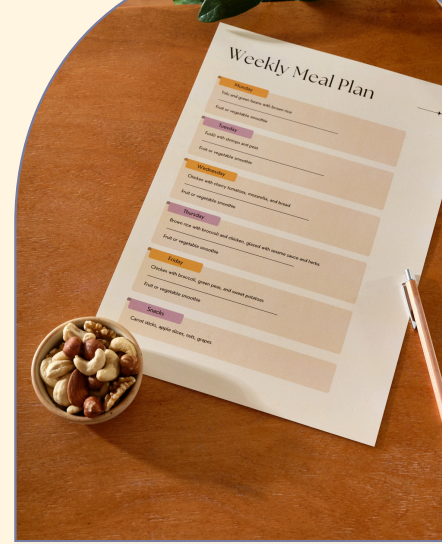 Weekly Meal Plan
Monday
Tofu and green beans with brown rice
Fruit or vegetable smoothie
Tuesday
with shrimps and peas
Fruit or vegetable smoothie
Wednesday
Chicken with cherry tomatoes, mozzarella, and bread
Fruit or vegetable smoothie
Thursday
Brown rice with broccoli and chicken, glazed with sesame sauce and herbs
Fruit or vegetable smoothie
Friday
Chicken with broccoli, green peas, and sweet potatoes
Fruit or vegetable smoothie
Snacks
Carrot sticks, apple slices, nuts, grapes